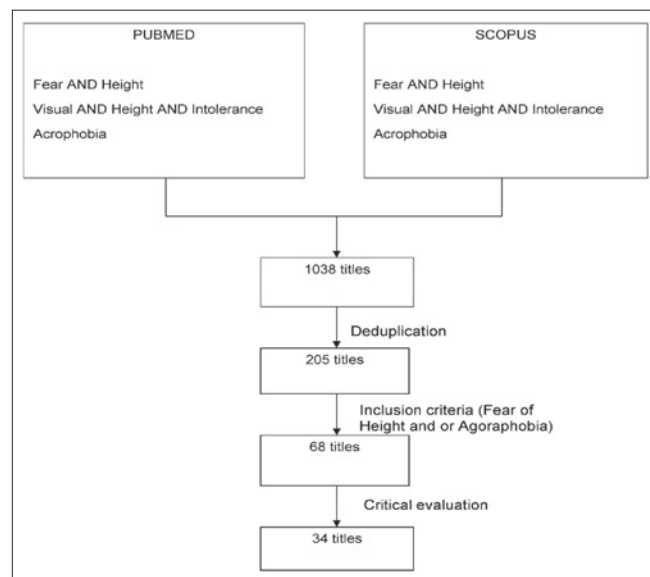 PUBMED
Fear AND Height
Visual AND Height AND Intolerance
Acrophobia
SCOPUS
Fear AND Height
Visual AND Height AND Intolerance
Acrophobia
1038 titles
Deduplication
205 titles
Inclusion criteria (Fear of
Height and or Agoraphobia)
68 titles
Critical evaluation
34 titles